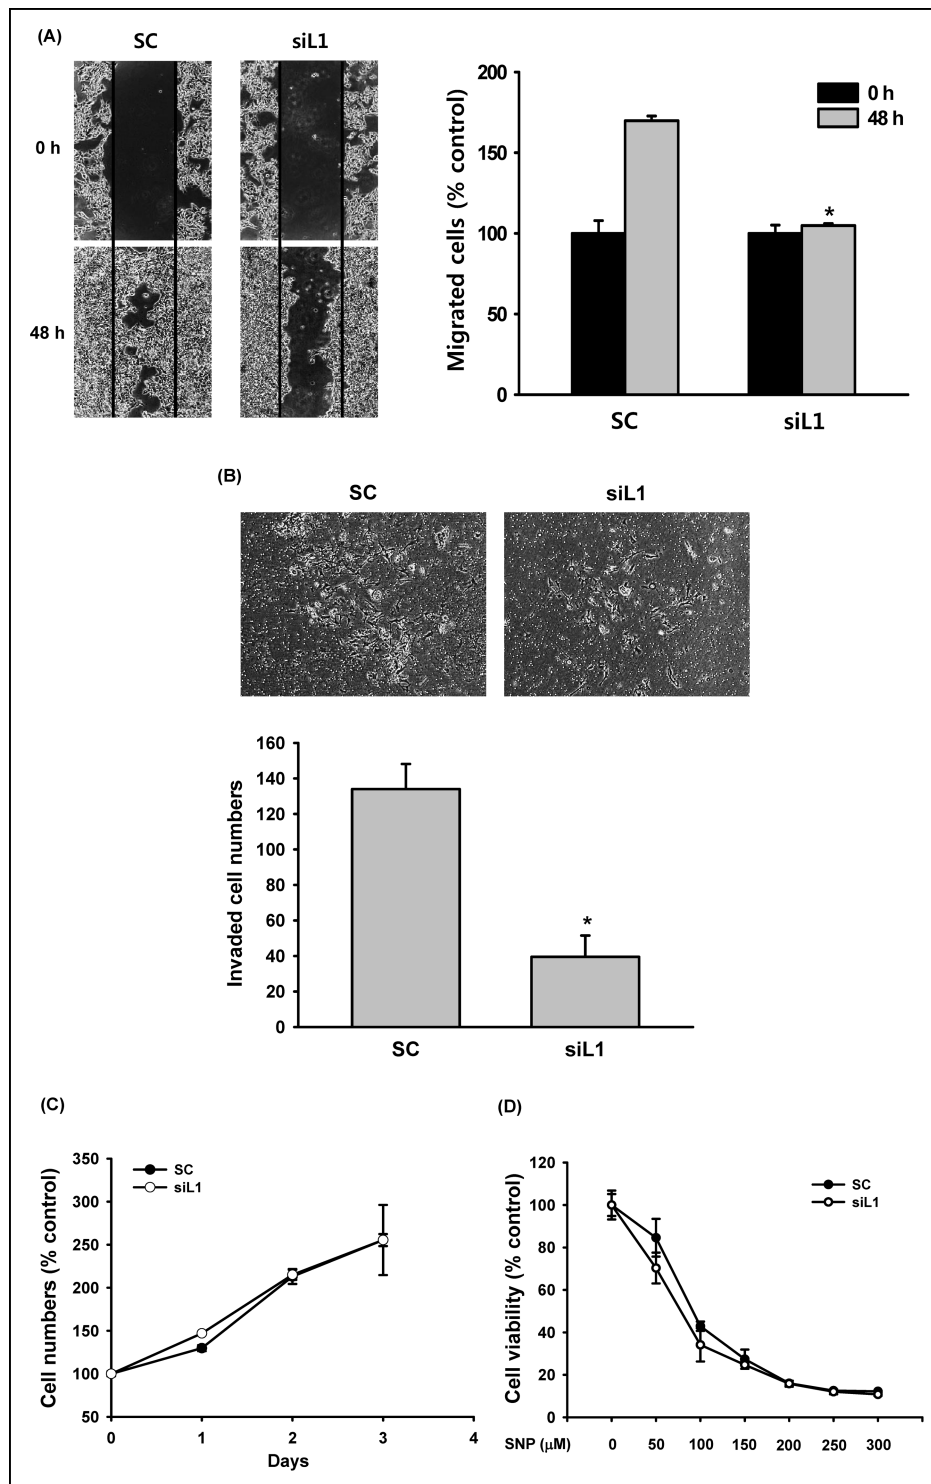 (A)
SC
siL1
0 h
48 h
Migrated cells (% control)
200
150
100
50
0
0 h
48 h
*
SC
siL1
(B)
SC
siL1
Invaded cell numbers
160
140
120
100
80
60
40
20
0
*
SC
siL1
(C)
Cell numbers (% control)
350
300
250
200
150
100
50
SC
siL1
0 1 2 3 4
Days
(D)
Cell viability (% control)
120
100
80
60
40
20
0
SC
siL1
SNP (µM) 0 50 100 150 200 250 300